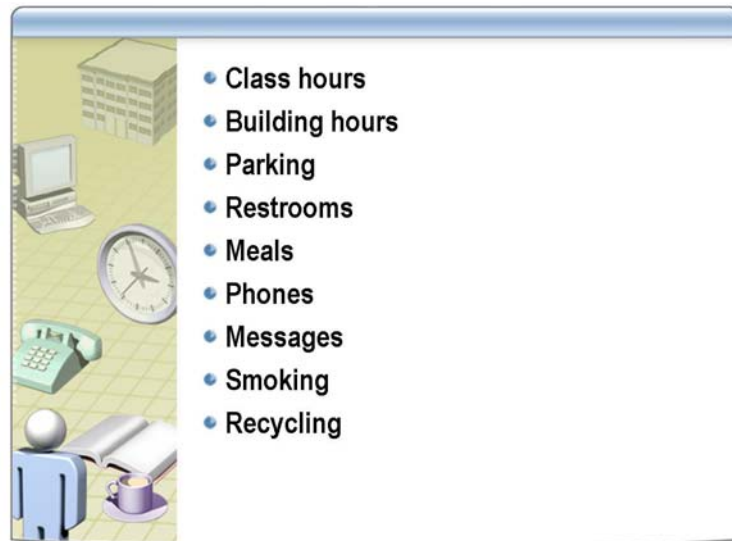 Class hours
Building hours
Parking
Restrooms
Meals
Phones
Messages
Smoking
Recycling